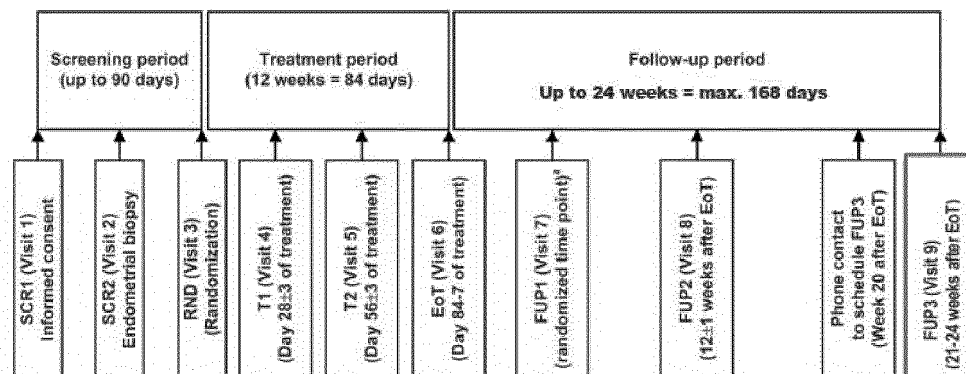 Screening period
(up to 90 days)
Treatment period
(12 weeks = 84 days)
Follow-up period
Up to 24 weeks = max. 168 days
SCR1 (Visit 1)
Informed consent
SCR2 (Visit 2)
Endometrial biopsy
RND (Visit 3)
(Randomization)
T1 (Visit 4)
(Day 28±3 of treatment)
T2 (Visit 5)
(Day 56±3 of treatment)
EoT (Visit 6)
(Day 84-7 of treatment)
FUP1 (Visit 7)
(randomized time point)ª
FUP2 (Visit 8)
(12±1 weeks after EoT)
Phone contact
to schedule FUP3
(Week 20 after EoT)
FUP3 (Visit 9)
(21-24 weeks after EoT)